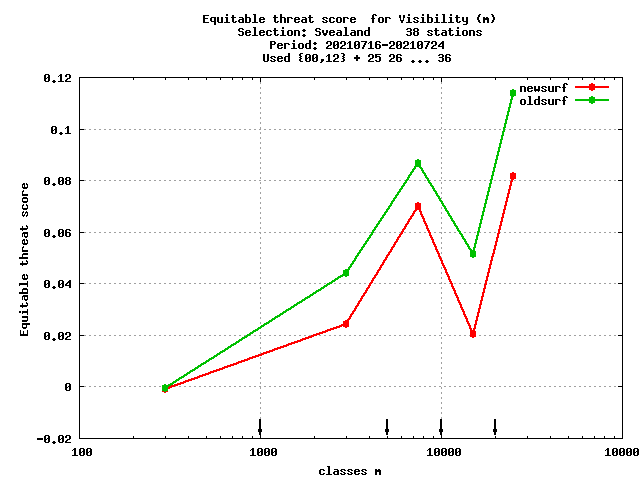 Equitable threat score  for Visibility (m)
Selection: Svealand     38 stations
Period: 20210716-20210724
Used {00,12} + 25 26 ... 36
newsurf
oldsurf
0.12
0.1
0.08
0.06
0.04
0.02
0
-0.02
Equitable threat score
100 1000 10000 10000
classes m